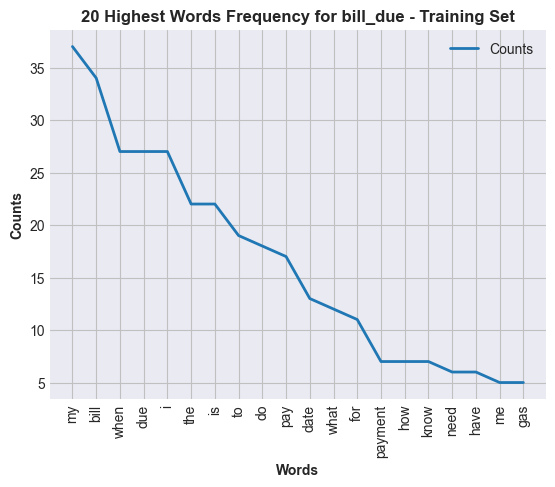 20 Highest Words Frequency for bill_due - Training Set
Counts
35
30
25
20
15
10
5
Counts
my
bill
when
due
i
the
is
to
do
pay
date
what
for
payment
how
know
need
have
me
gas
Words